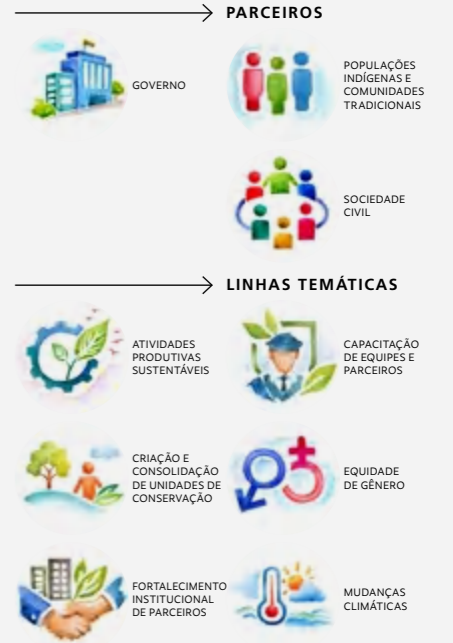 PARCEIROS
GOVERNO
POPULAÇÕES
INDÍGENAS E
COMUNIDADES
TRADICIONAIS
SOCIEDADE
CIVIL
LINHAS TEMÁTICAS
ATIVIDADES
PRODUTIVAS
SUSTENTÁVEIS
CAPACITAÇÃO
DE EQUIPES E
PARCEIROS
CRIAÇÃO E
CONSOLIDAÇÃO
DE UNIDADES DE
CONSERVAÇÃO
EQUIDADE
DE GÊNERO
FORTALECIMENTO
INSTITUCIONAL
DE PARCEIROS
MUDANÇAS
CLIMÁTICAS